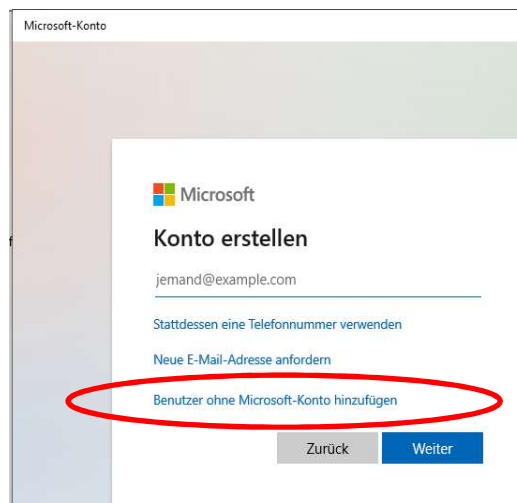 Microsoft-Konto
Microsoft
Konto erstellen
jemand@example.com
Stattdessen eine Telefonnummer verwenden
Neue E-Mail-Adresse anfordern
Benutzer ohne Microsoft-Konto hinzufügen
Zurück Weiter